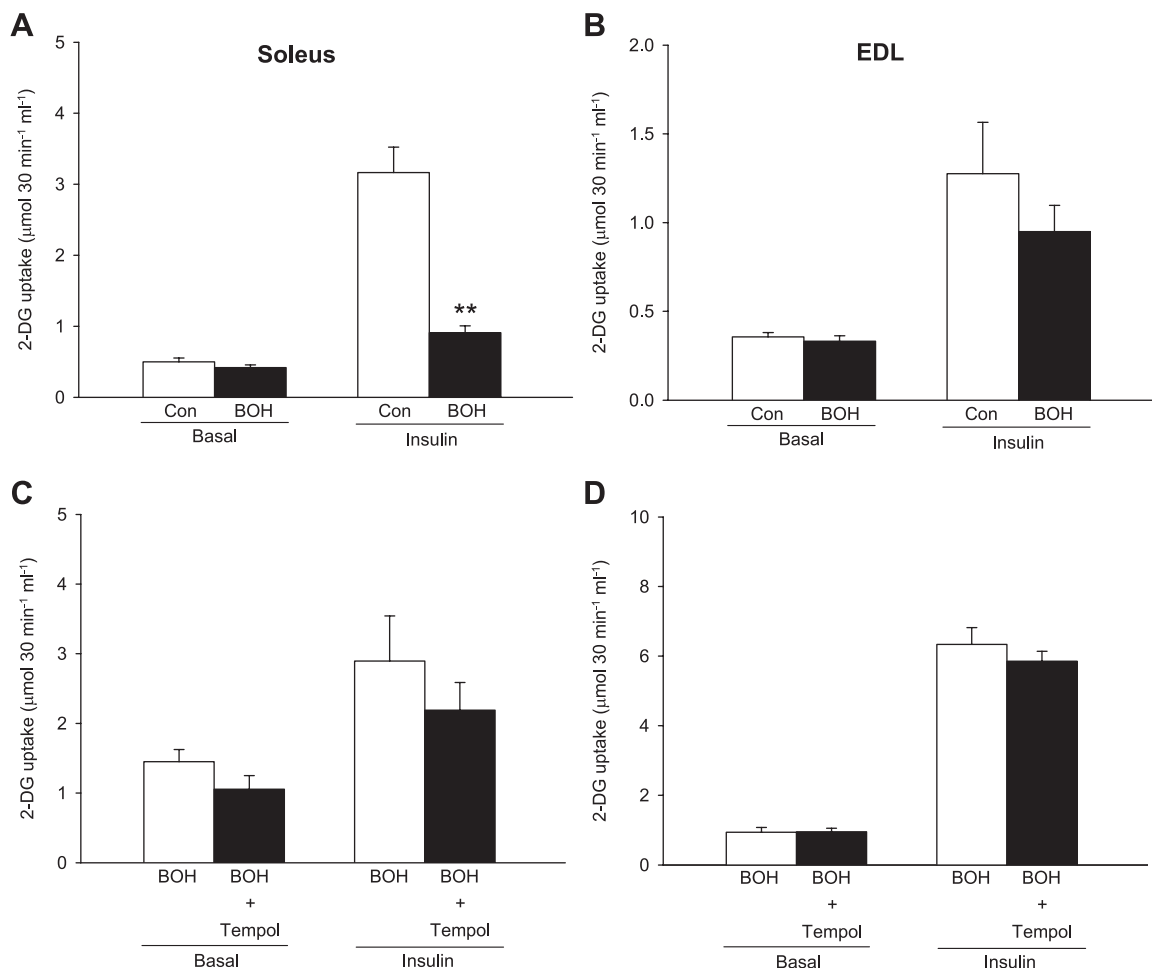 A
Soleus
2-DG uptake (μmol 30 min⁻¹ ml⁻¹)
5
4
3
2
1
0
**
Con BOH Con BOH
Basal Insulin
B
EDL
2-DG uptake (μmol 30 min⁻¹ ml⁻¹)
2.0
1.5
1.0
0.5
0.0
Con BOH Con BOH
Basal Insulin
C
2-DG uptake (μmol 30 min⁻¹ ml⁻¹)
5
4
3
2
1
0
BOH BOH BOH BOH
+ +
Tempol Tempol
Basal Insulin
D
2-DG uptake (μmol 30 min⁻¹ ml⁻¹)
10
8
6
4
2
0
BOH BOH BOH BOH
+ +
Tempol Tempol
Basal Insulin